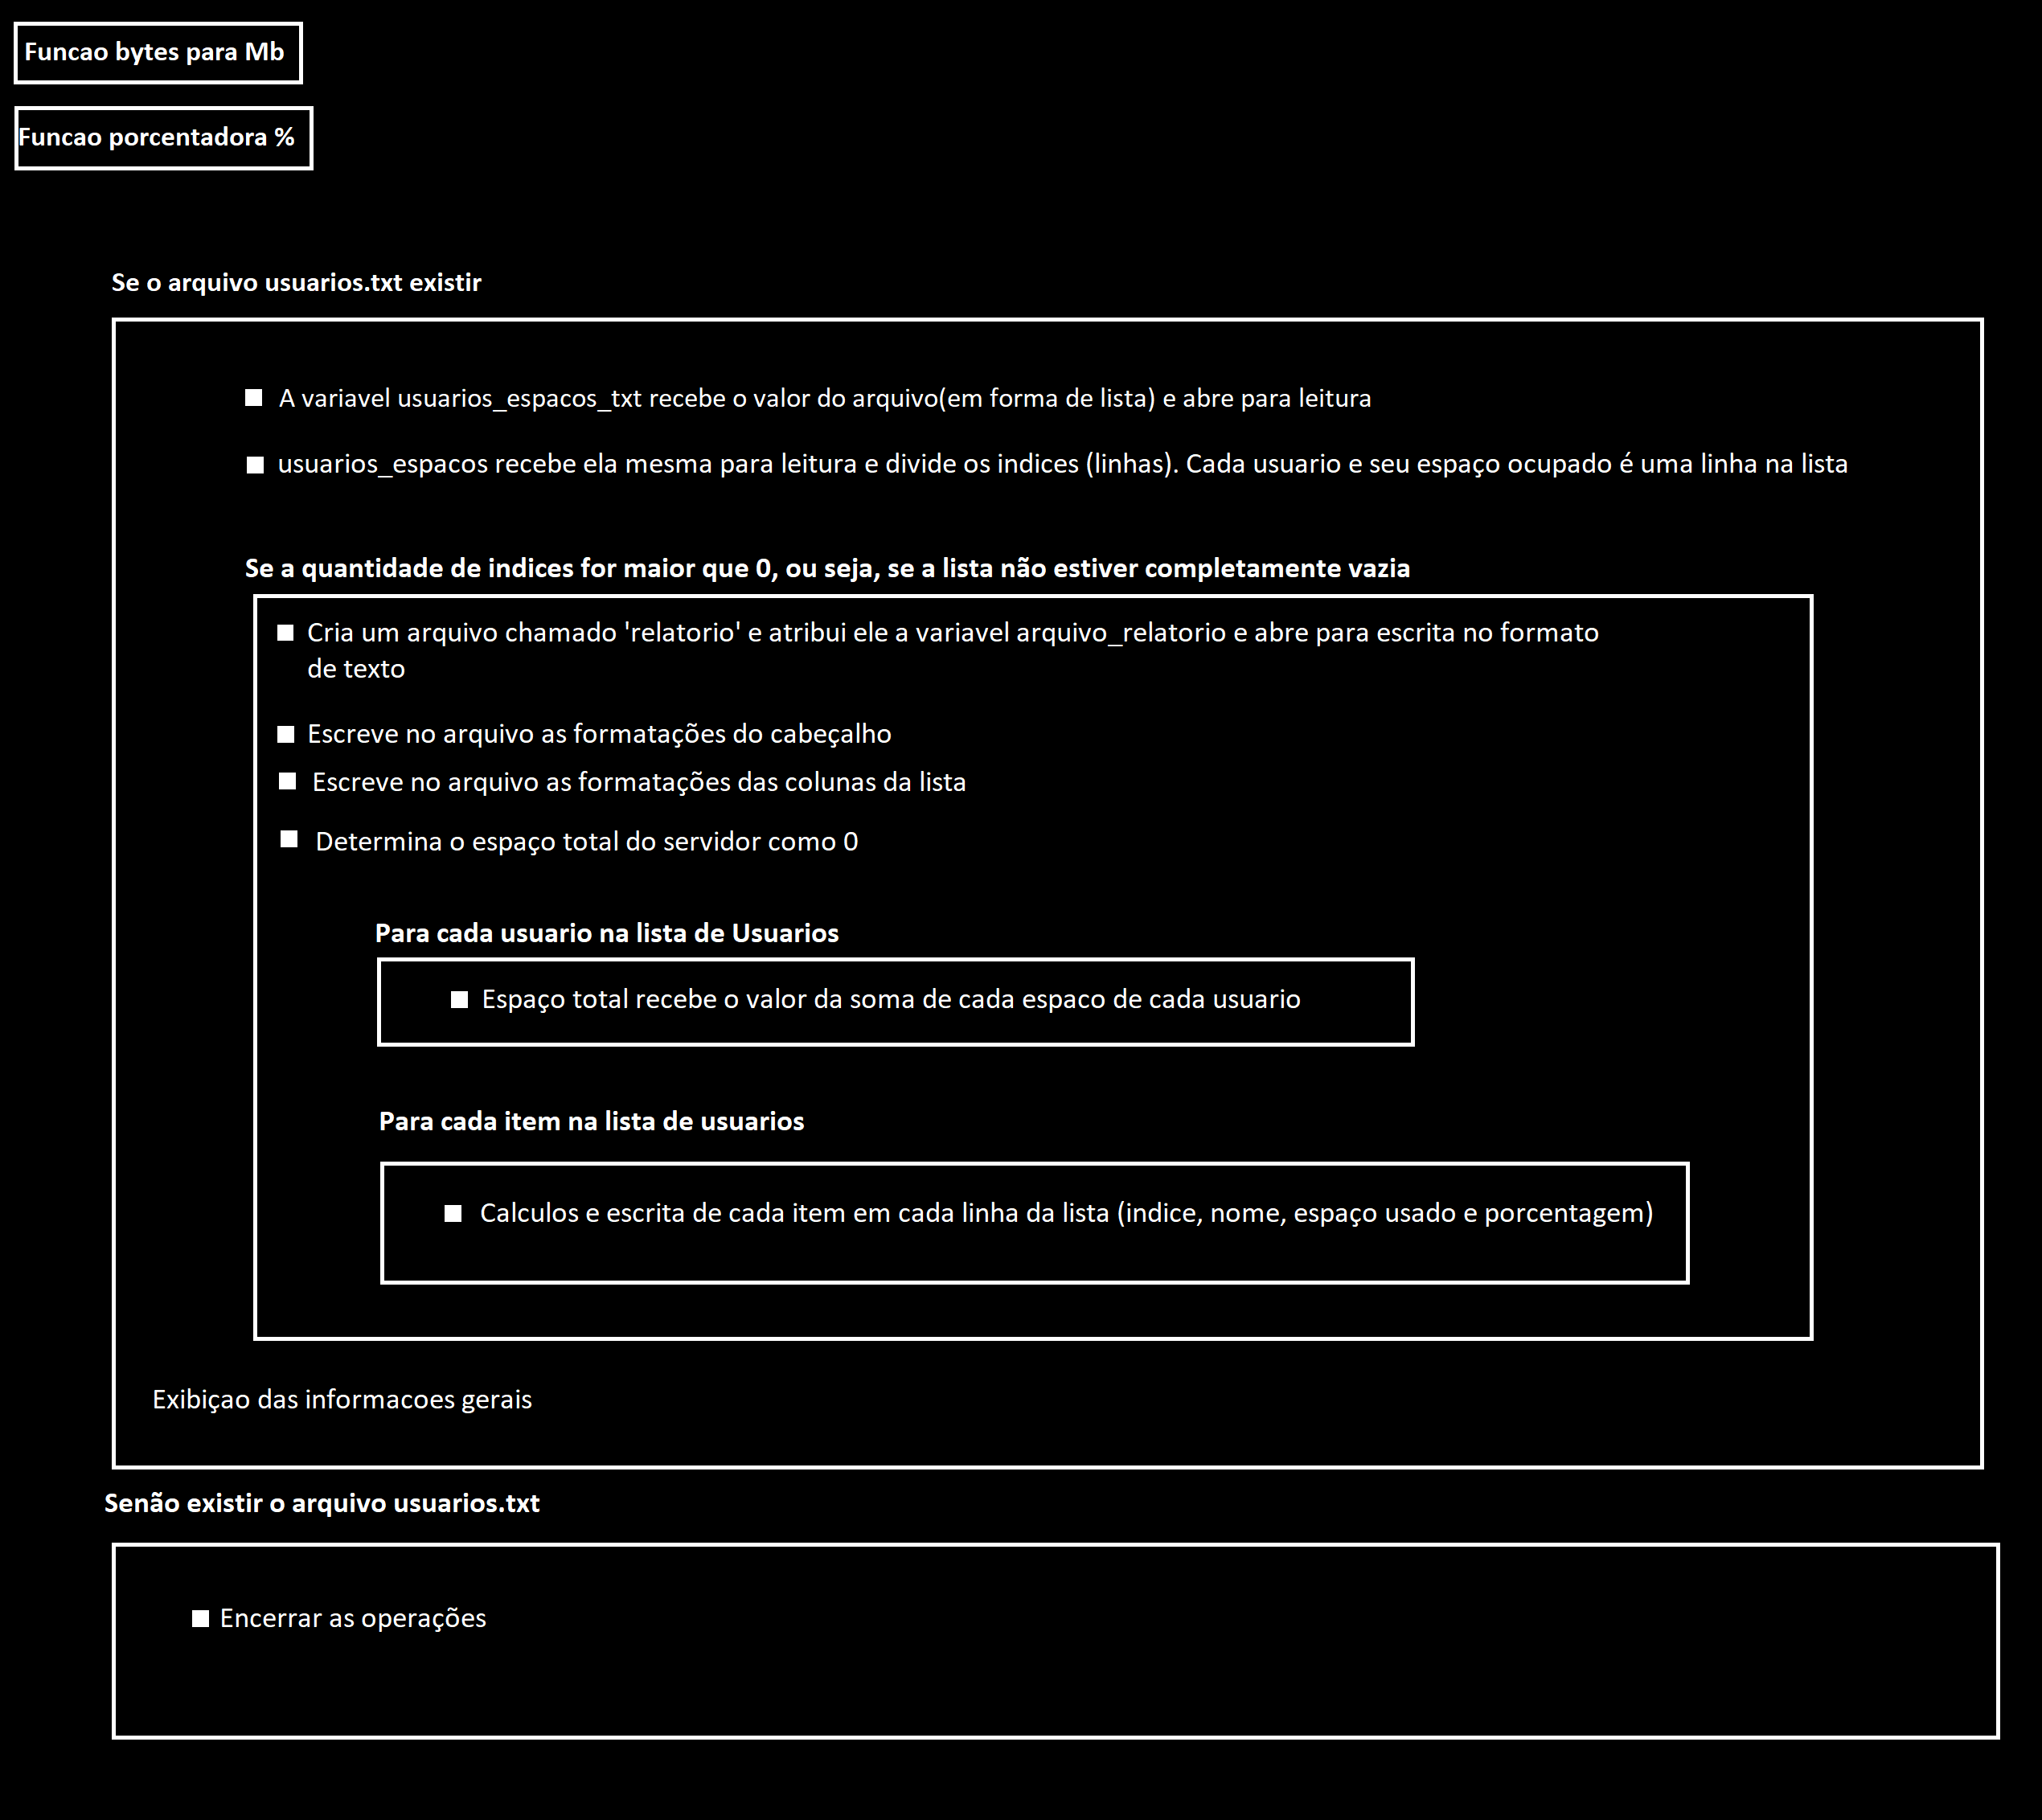 Funcao bytes para Mb
Funcao porcentadora %
Se o arquivo usuarios.txt existir
A variavel usuarios_espacos_txt recebe o valor do arquivo(em forma de lista) e abre para leitura
usuarios_espacos recebe ela mesma para leitura e divide os indices (linhas). Cada usuario e seu espaço ocupado é uma linha na lista
Se a quantidade de indices for maior que 0, ou seja, se a lista não estiver completamente vazia
Cria um arquivo chamado 'relatorio' e atribui ele a variavel arquivo_relatorio e abre para escrita no formato
de texto
Escreve no arquivo as formatações do cabeçalho
Escreve no arquivo as formatações das colunas da lista
Determina o espaço total do servidor como 0
Para cada usuario na lista de Usuarios
Espaço total recebe o valor da soma de cada espaco de cada usuario
Para cada item na lista de usuarios
Calculos e escrita de cada item em cada linha da lista (indice, nome, espaço usado e porcentagem)
Exibiçao das informacoes gerais
Senão existir o arquivo usuarios.txt
Encerrar as operações